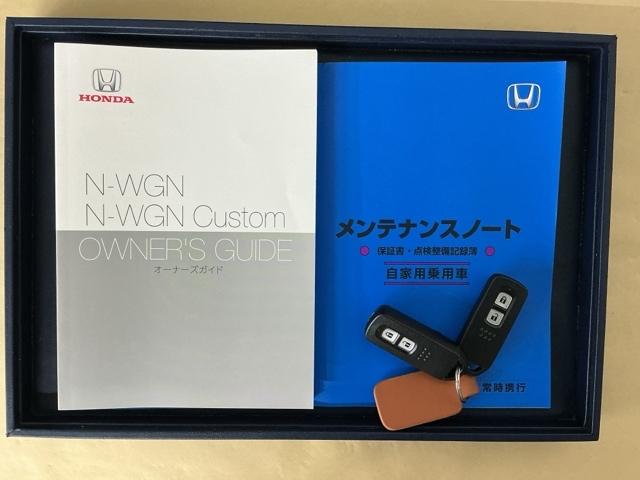 HONDA
N-WGN
N-WGN Custom
OWNER'S GUIDE
オーナーズガイド
メンテナンスノート
保証書・点検整備記録簿
自家用乗用車
常時携行